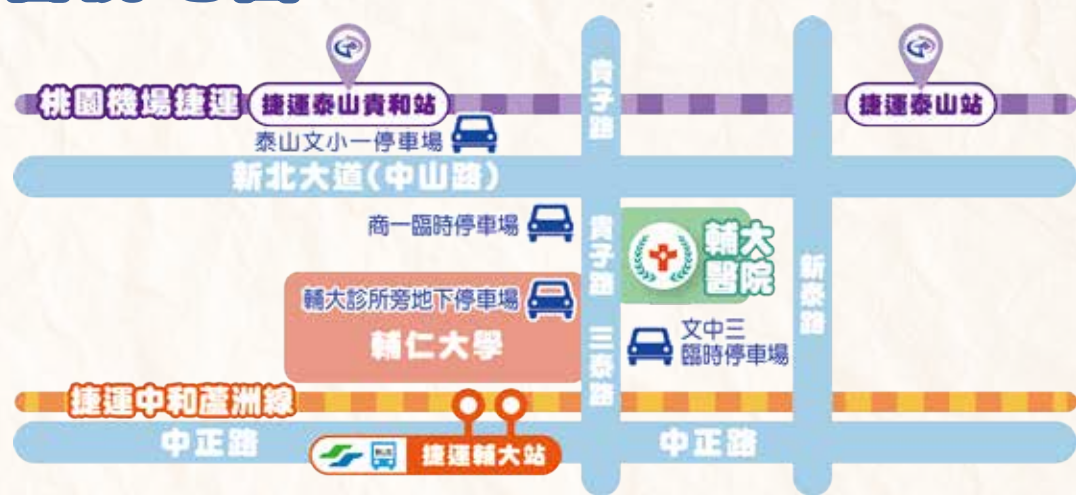 桃園機場捷運
捷運泰山貴和站
捷運泰山站
貴子路
泰山文小一停車場
新北大道(中山路)
商一臨時停車場
貴子路
輔大
醫院
新泰路
輔大診所旁地下停車場
輔仁大學
三泰路
文中三
臨時停車場
捷運中和蘆洲線
中正路
捷運輔大站
中正路